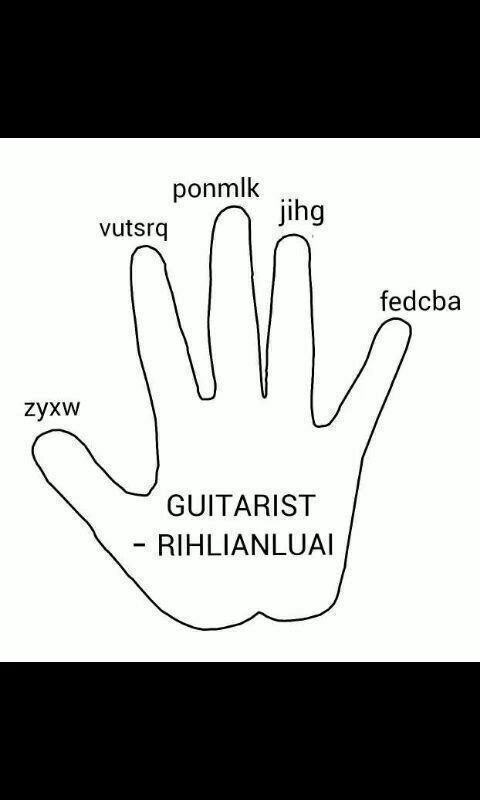 ponmlk
jihg
vutsrq
fedcba
zyxw
GUITARIST
- RIHLIANLUAI